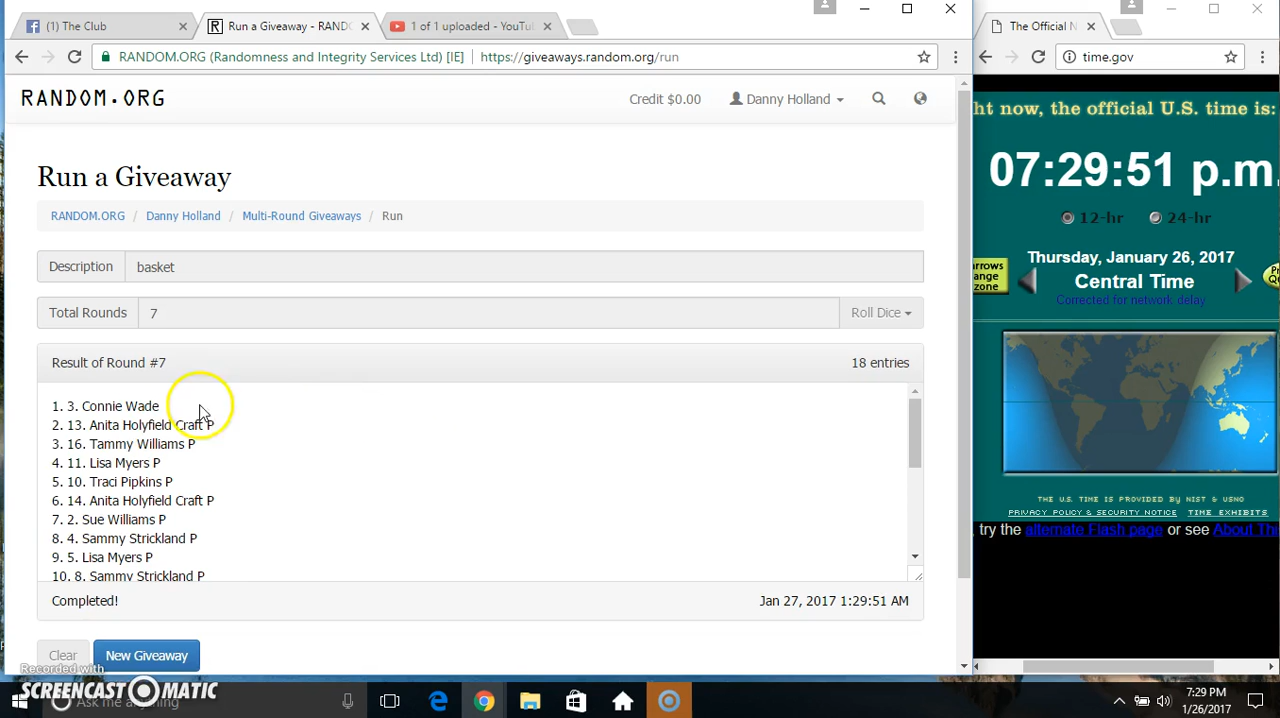 (1) The Club
Run a Giveaway - RAND
1 of 1 uploaded - YouTu
The Official N
RANDOM.ORG (Randomness and Integrity Services Ltd) [IE]
https://giveaways.random.org/run
time.gov
RANDOM.ORG
Credit $0.00
Danny Holland
Run a Giveaway
RANDOM.ORG / Danny Holland / Multi-Round Giveaways / Run
Description basket
Total Rounds 7 Roll Dice
Result of Round #7 18 entries
1. 3. Connie Wade
2. 13. Anita Holyfield Craft P
3. 16. Tammy Williams P
4. 11. Lisa Myers P
5. 10. Traci Pipkins P
6. 14. Anita Holyfield Craft P
7. 2. Sue Williams P
8. 4. Sammy Strickland P
9. 5. Lisa Myers P
10. 8. Sammy Strickland P
Completed! Jan 27, 2017 1:29:51 AM
Clear New Giveaway
ht now, the official U.S. time is:
07:29:51 p.m.
12-hr 24-hr
Thursday, January 26, 2017
arrows
ange
zone
Central Time
Corrected for network delay
THE U.S. TIME IS PROVIDED BY NIST & USNO
PRIVACY POLICY & SECURITY NOTICE TIME EXHIBITS
, try the alternate Flash page or see About Thi
Recorded with
SCREENCAST-O-MATIC
Ask me anything
7:29 PM
1/26/2017